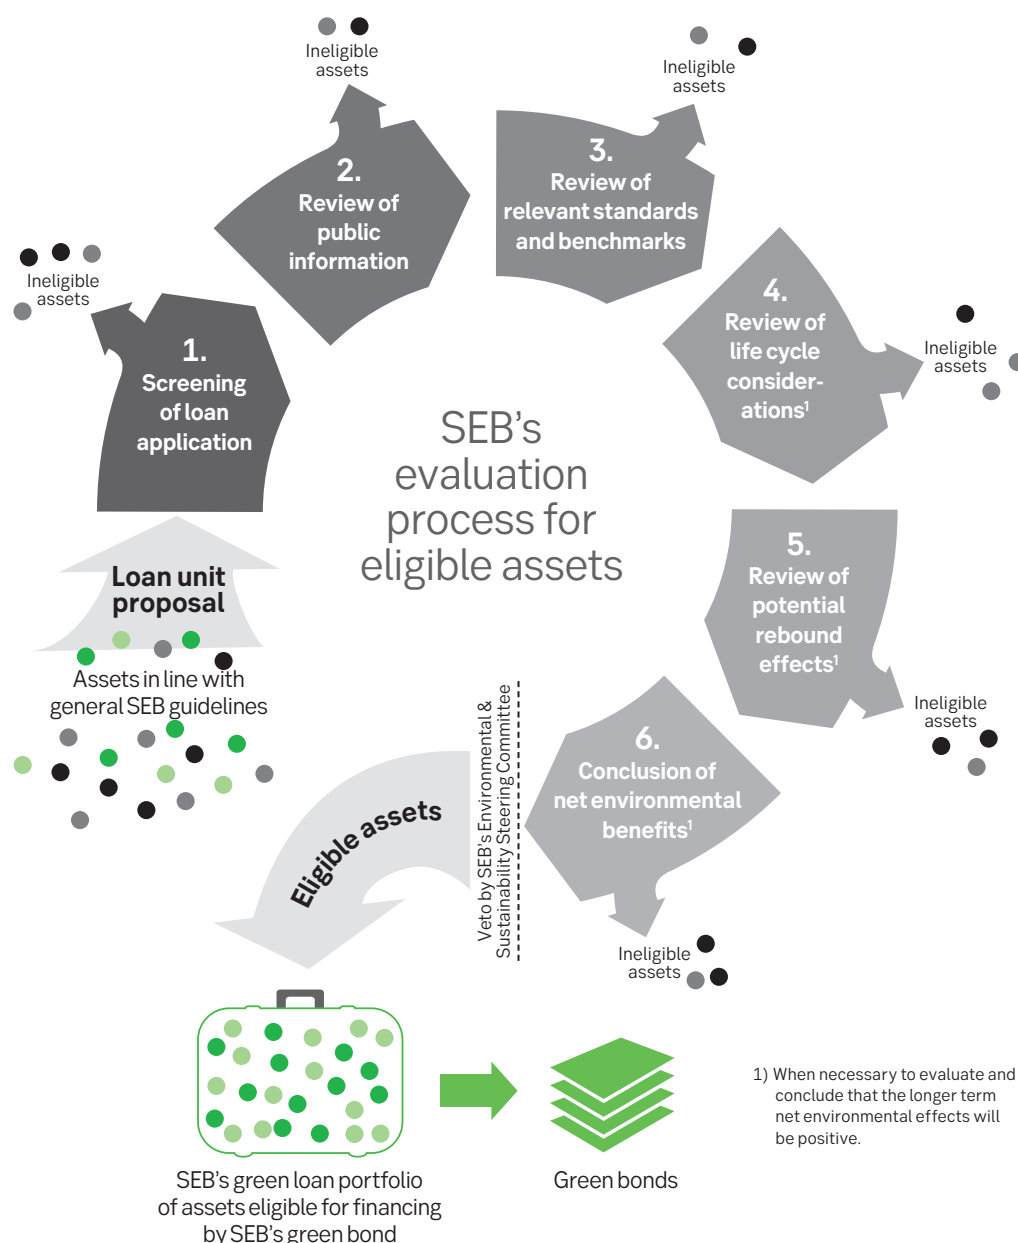 SEB's
evaluation
process for
eligible assets
Assets in line with
general SEB guidelines
Loan unit
proposal
1.
Screening
of loan
application
Ineligible
assets
2.
Review of
public
information
Ineligible
assets
3.
Review of
relevant standards
and benchmarks
Ineligible
assets
4.
Review of
life cycle
consider-
ations¹
Ineligible
assets
5.
Review of
potential
rebound
effects¹
Ineligible
assets
6.
Conclusion of
net environmental
benefits¹
Ineligible
assets
Veto by SEB's Environmental &
Sustainability Steering Committee
Eligible assets
SEB's green loan portfolio
of assets eligible for financing
by SEB's green bond
Green bonds
1) When necessary to evaluate and
conclude that the longer term
net environmental effects will
be positive.